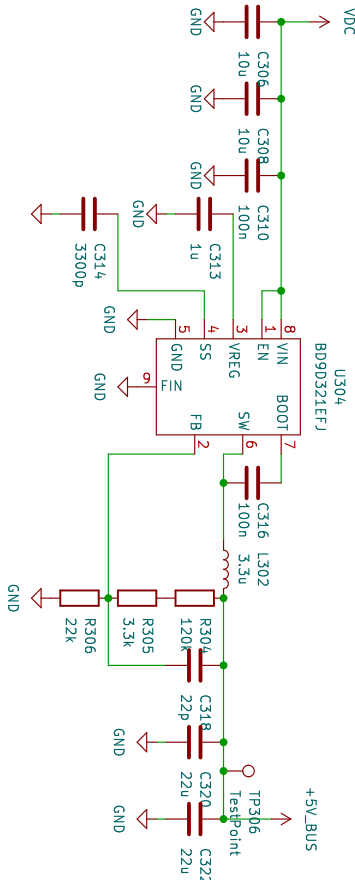 VDC
GND
C306
10u
GND
C308
10u
GND
C310
100n
GND
C313
1u
C314
3300p
GND
GND
5
4
3
1
8
GND
SS
VREG
EN
VIN
U304
BD9D321EFJ
9
FIN
FB
SW
BOOT
2
6
7
C316
100n
L302
3.3u
GND
R306
22k
R305
3.3k
R304
120k
C318
22p
GND
C320
22u
TP306
TestPoint
+5V_BUS
GND
C322
22u